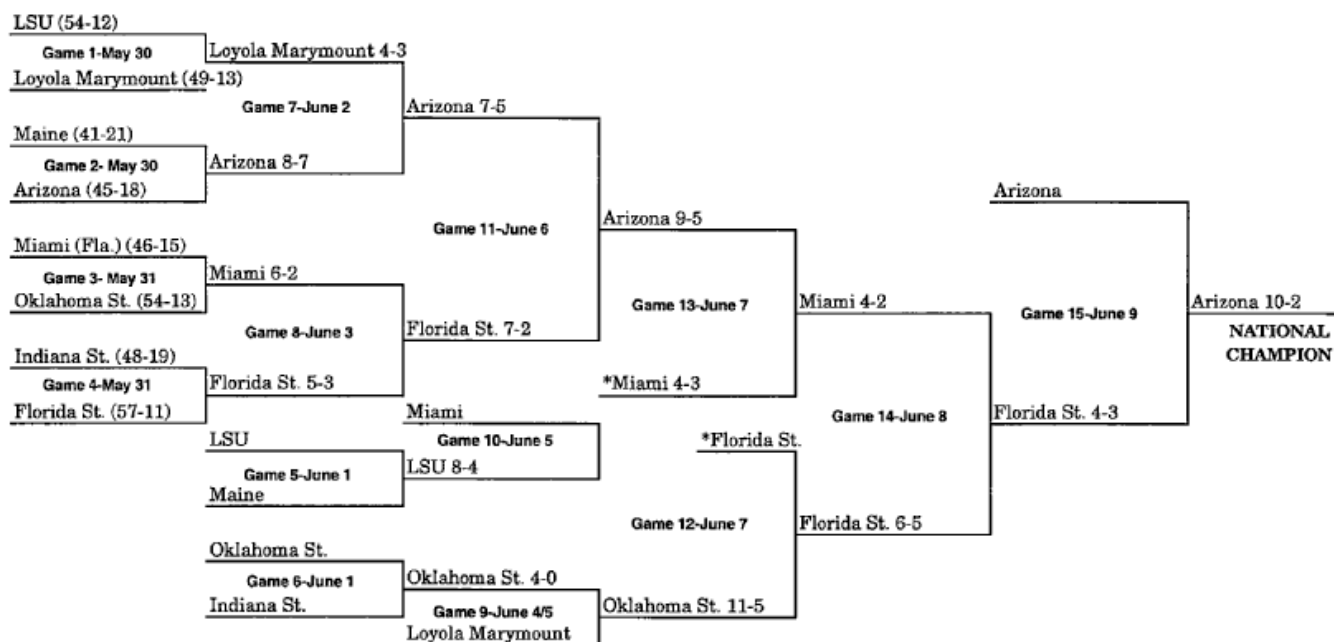 LSU (54-12)
Game 1-May 30
Loyola Marymount 4-3
Loyola Marymount (49-13)
Game 7-June 2
Arizona 7-5
Maine (41-21)
Game 2- May 30
Arizona 8-7
Arizona (45-18)
Arizona
Game 11-June 6
Arizona 9-5
Miami (Fla.) (46-15)
Game 3- May 31
Miami 6-2
Oklahoma St. (54-13)
Game 13-June 7
Miami 4-2
Game 15-June 9
Arizona 10-2
NATIONAL
CHAMPION
Game 8-June 3
Florida St. 7-2
Indiana St. (48-19)
Game 4-May 31
Florida St. 5-3
*Miami 4-3
Florida St. (57-11)
Miami
Game 14-June 8
Florida St. 4-3
LSU
Game 10-June 5
*Florida St.
Game 5-June 1
LSU 8-4
Maine
Game 12-June 7
Florida St. 6-5
Oklahoma St.
Game 6-June 1
Oklahoma St. 4-0
Indiana St.
Game 9-June 4/5
Oklahoma St. 11-5
Loyola Marymount